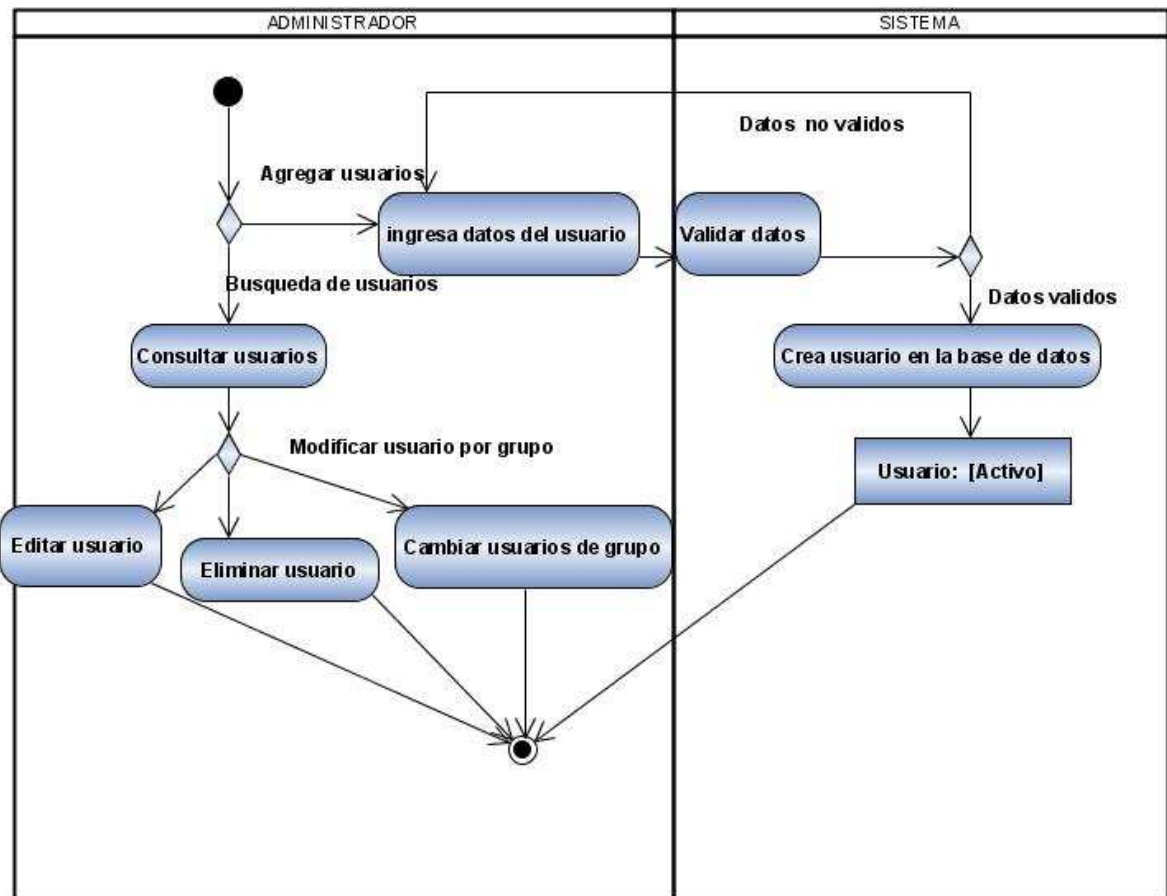 ADMINISTRADOR
SISTEMA
Datos no validos
Agregar usuarios
ingresa datos del usuario
Validar datos
Busqueda de usuarios
Datos validos
Consultar usuarios
Crea usuario en la base de datos
Modificar usuario por grupo
Usuario: [Activo]
Editar usuario
Eliminar usuario
Cambiar usuarios de grupo